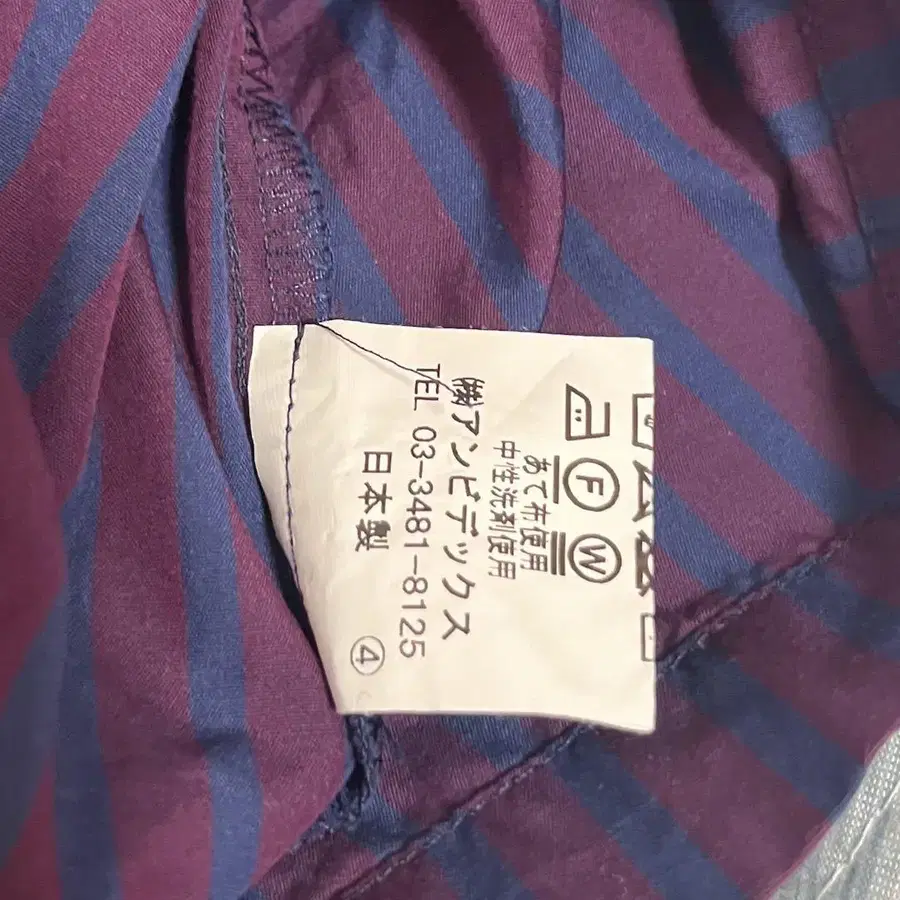 F W
あて布使用
中性洗剤使用
㈱アンビデックス
TEL 03-3481-8125
日本製 ④